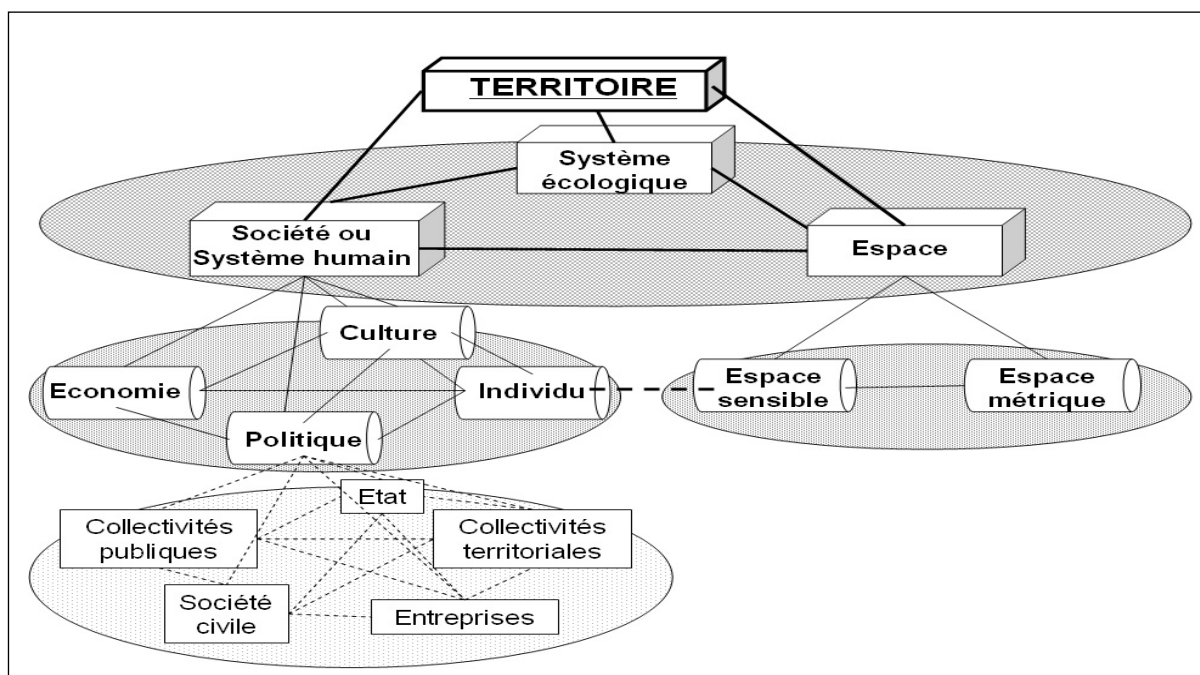 TERRITOIRE
Système
écologique
Société ou
Système humain
Espace
Culture
Economie
Individu
Politique
Espace
sensible
Espace
métrique
Etat
Collectivités
publiques
Collectivités
territoriales
Société
civile
Entreprises